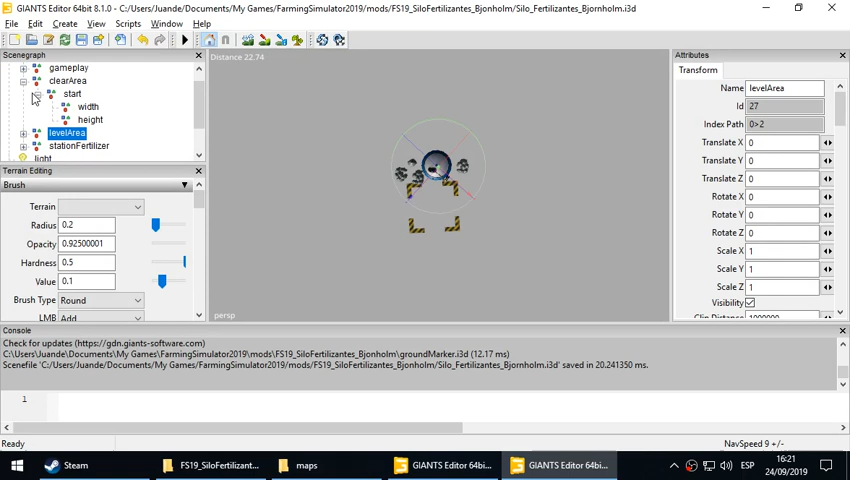 GIANTS Editor 64bit 8.1.0 - C:/Users/Juande/Documents/My Games/FarmingSimulator2019/mods/FS19_SiloFertilizantes_Bjonholm/Silo_Fertilizantes_Bjornholm.i3d
File Edit Create View Scripts Window Help
Scenegraph
gameplay
clearArea
start
width
height
levelArea
stationFertilizer
light
Terrain Editing
Brush
Terrain
Radius 0.2
Opacity 0.92500001
Hardness 0.5
Value 0.1
Brush Type Round
LMB Add
Distance 22.74
persp
Attributes
Transform
Name levelArea
Id 27
Index Path 0>2
Translate X 0
Translate Y 0
Translate Z 0
Rotate X 0
Rotate Y 0
Rotate Z 0
Scale X 1
Scale Y 1
Scale Z 1
Visibility
Clip Distance 1000000
Console
Check for updates (https://gdn.giants-software.com)
C:\Users\Juande\Documents\My Games\FarmingSimulator2019\mods\FS19_SiloFertilizantes_Bjonholm\groundMarker.i3d (12.17 ms)
Scenefile 'C:/Users/Juande/Documents/My Games/FarmingSimulator2019/mods/FS19_SiloFertilizantes_Bjonholm/Silo_Fertilizantes_Bjornholm.i3d' saved in 20.241350 ms.
1
Ready
NavSpeed 9 +/-
Steam
FS19_SiloFertilizant...
maps
GIANTS Editor 64bi...
GIANTS Editor 64bi...
ESP
16:21
24/09/2019